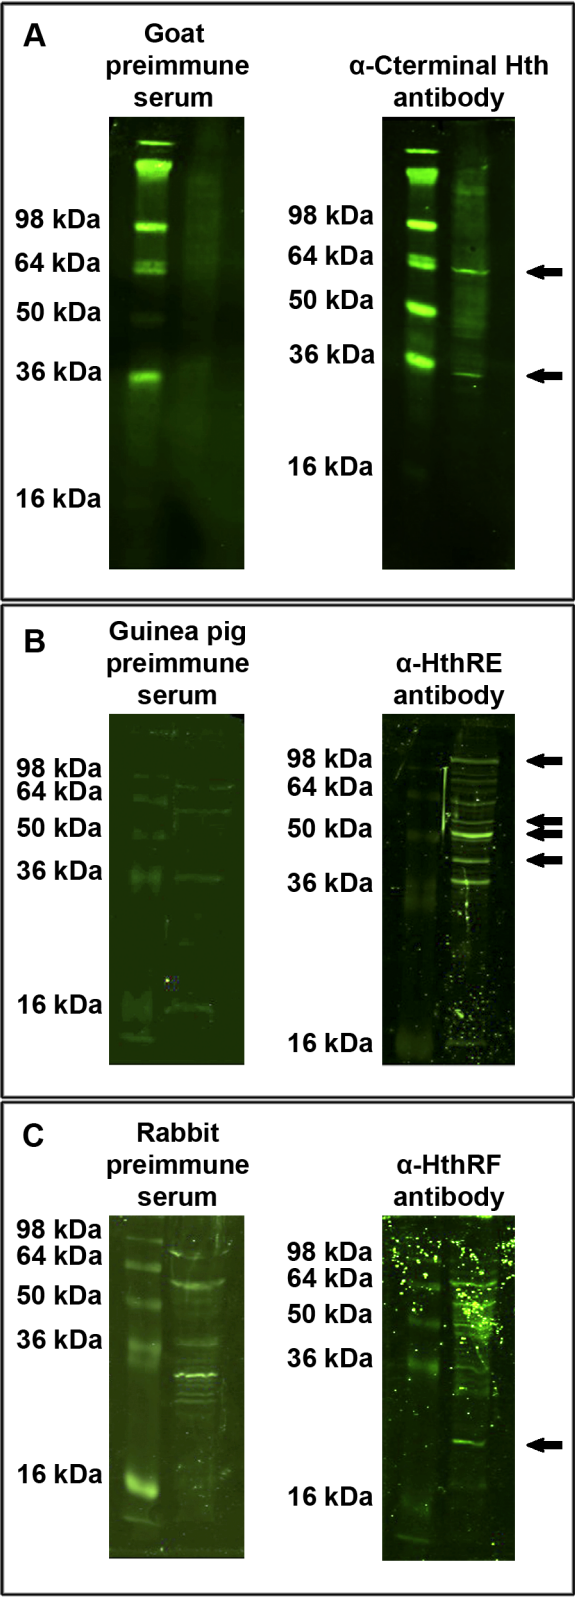 A
Goat
preimmune
serum
α-Cterminal Hth
antibody
98 kDa
64 kDa
50 kDa
36 kDa
16 kDa
98 kDa
64 kDa
50 kDa
36 kDa
16 kDa
B
Guinea pig
preimmune
serum
α-HthRE
antibody
98 kDa
64 kDa
50 kDa
36 kDa
16 kDa
98 kDa
64 kDa
50 kDa
36 kDa
16 kDa
C
Rabbit
preimmune
serum
α-HthRF
antibody
98 kDa
64 kDa
50 kDa
36 kDa
16 kDa
98 kDa
64 kDa
50 kDa
36 kDa
16 kDa